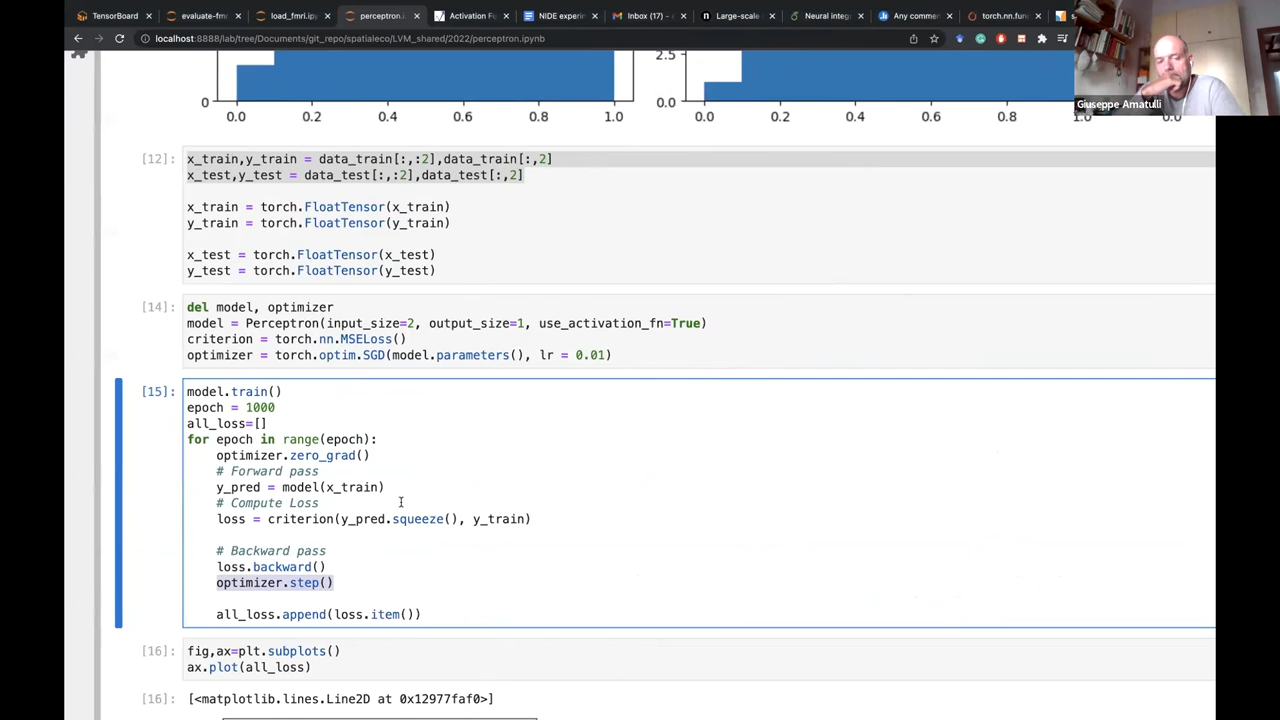 TensorBoard
evaluate-fmr
load_fmri.ipy
perceptron.i
Activation F
NIDE experim
Inbox (17) -
Large-scale
Neural integ
Any commen
torch.nn.func
localhost:8888/lab/tree/Documents/git_repo/spatialeco/LVM_shared/2022/perceptron.ipynb
Giuseppe Amatulli
2.5
0
0.0
0.0 0.2 0.4 0.6 0.8 1.0
0.0 0.2 0.4 0.6 1.0
[12]:
x_train,y_train = data_train[:,:2],data_train[:,2]
x_test,y_test = data_test[:,:2],data_test[:,2]
x_train = torch.FloatTensor(x_train)
y_train = torch.FloatTensor(y_train)
x_test = torch.FloatTensor(x_test)
y_test = torch.FloatTensor(y_test)
[14]:
del model, optimizer
model = Perceptron(input_size=2, output_size=1, use_activation_fn=True)
criterion = torch.nn.MSELoss()
optimizer = torch.optim.SGD(model.parameters(), lr = 0.01)
[15]:
model.train()
epoch = 1000
all_loss=[]
for epoch in range(epoch):
optimizer.zero_grad()
# Forward pass
y_pred = model(x_train)
# Compute Loss
loss = criterion(y_pred.squeeze(), y_train)
# Backward pass
loss.backward()
optimizer.step()
all_loss.append(loss.item())
[16]:
fig,ax=plt.subplots()
ax.plot(all_loss)
[16]:
[<matplotlib.lines.Line2D at 0x12977faf0>]